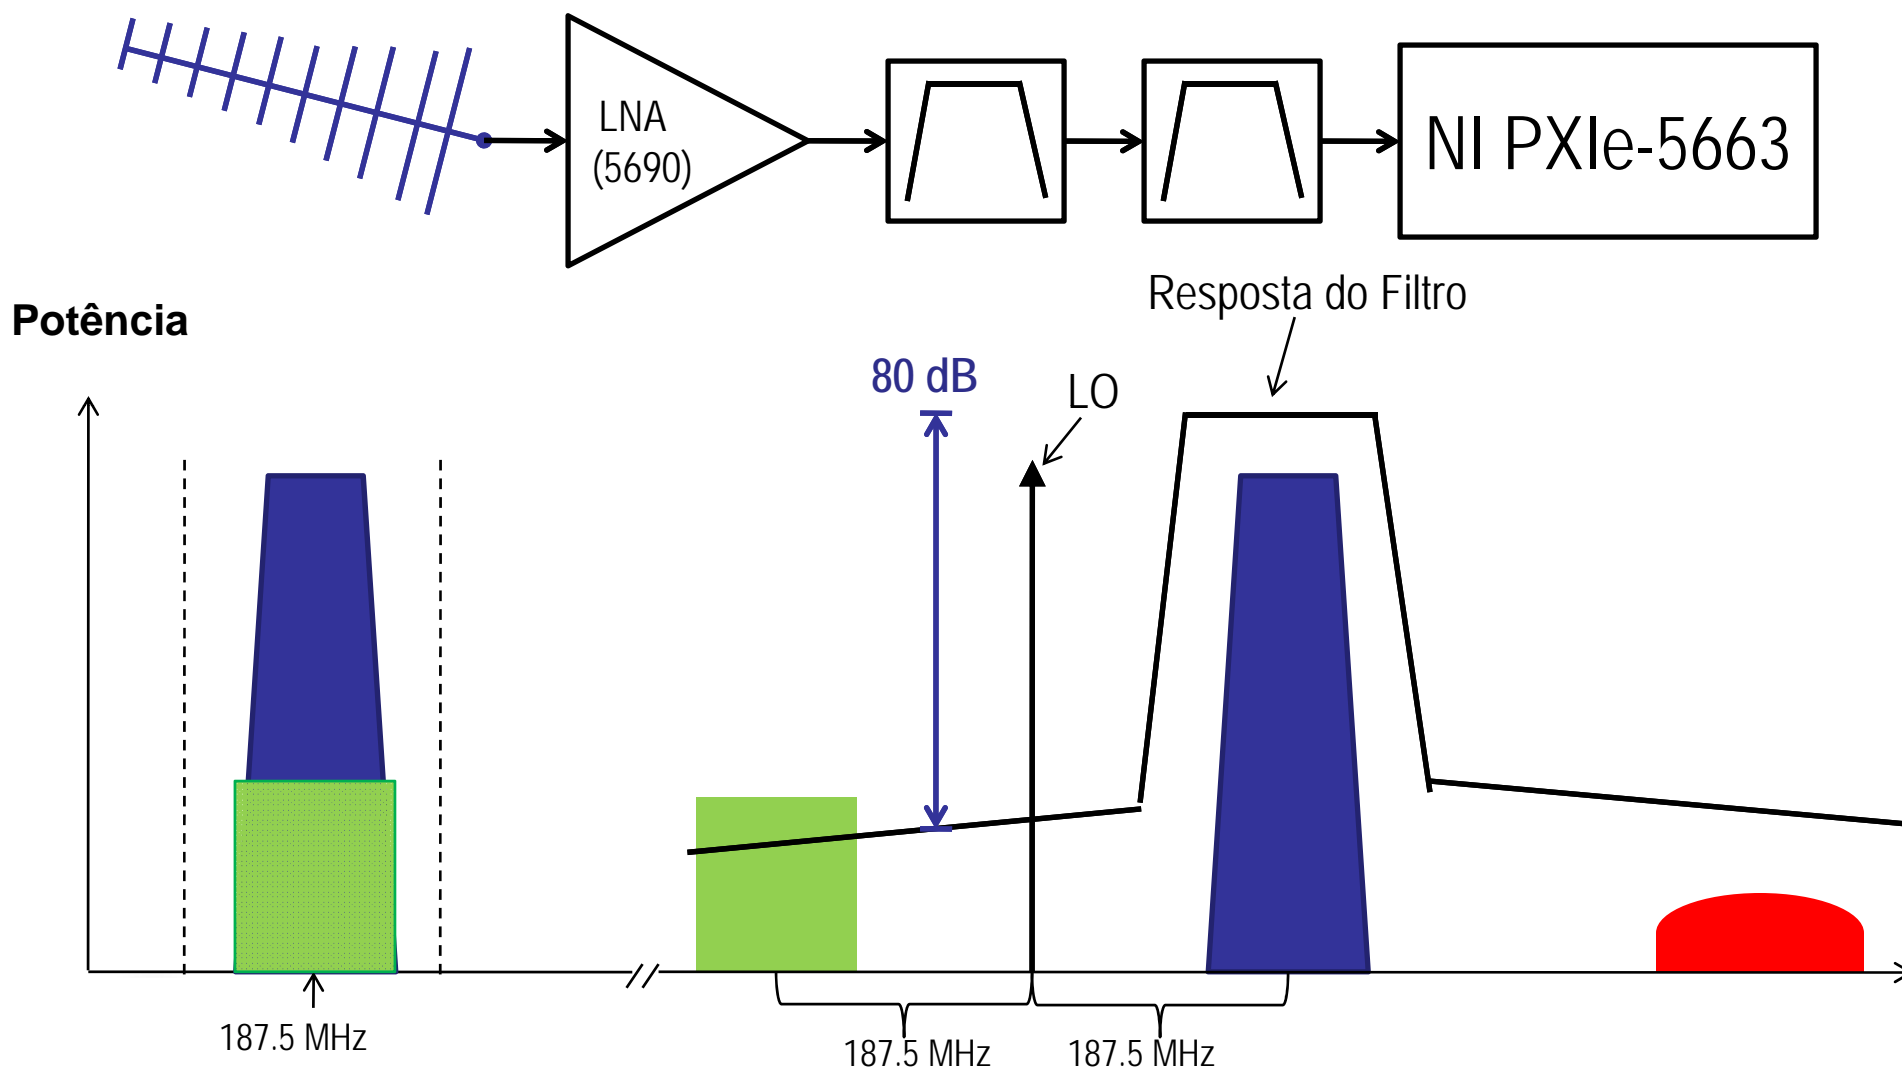 LNA
(5690)
NI PXIe-5663
Resposta do Filtro
Potência
80 dB
LO
187.5 MHz
187.5 MHz
187.5 MHz